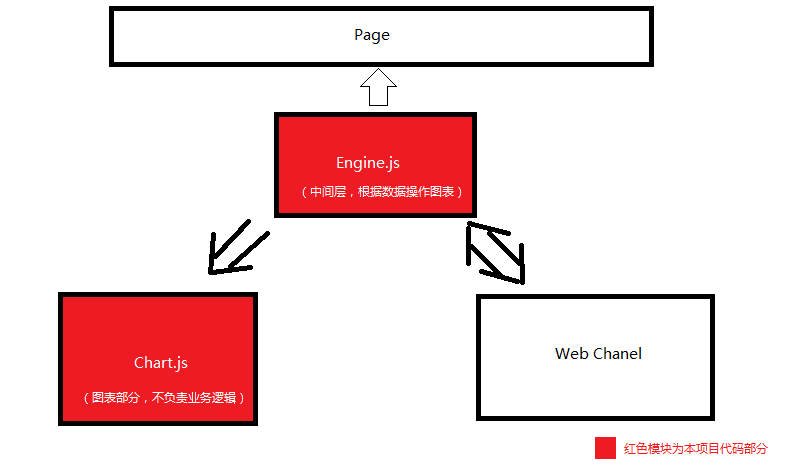 Page
Engine.js
（中间层，根据数据操作图表）
Chart.js
（图表部分，不负责业务逻辑）
Web Chanel
红色模块为本项目代码部分